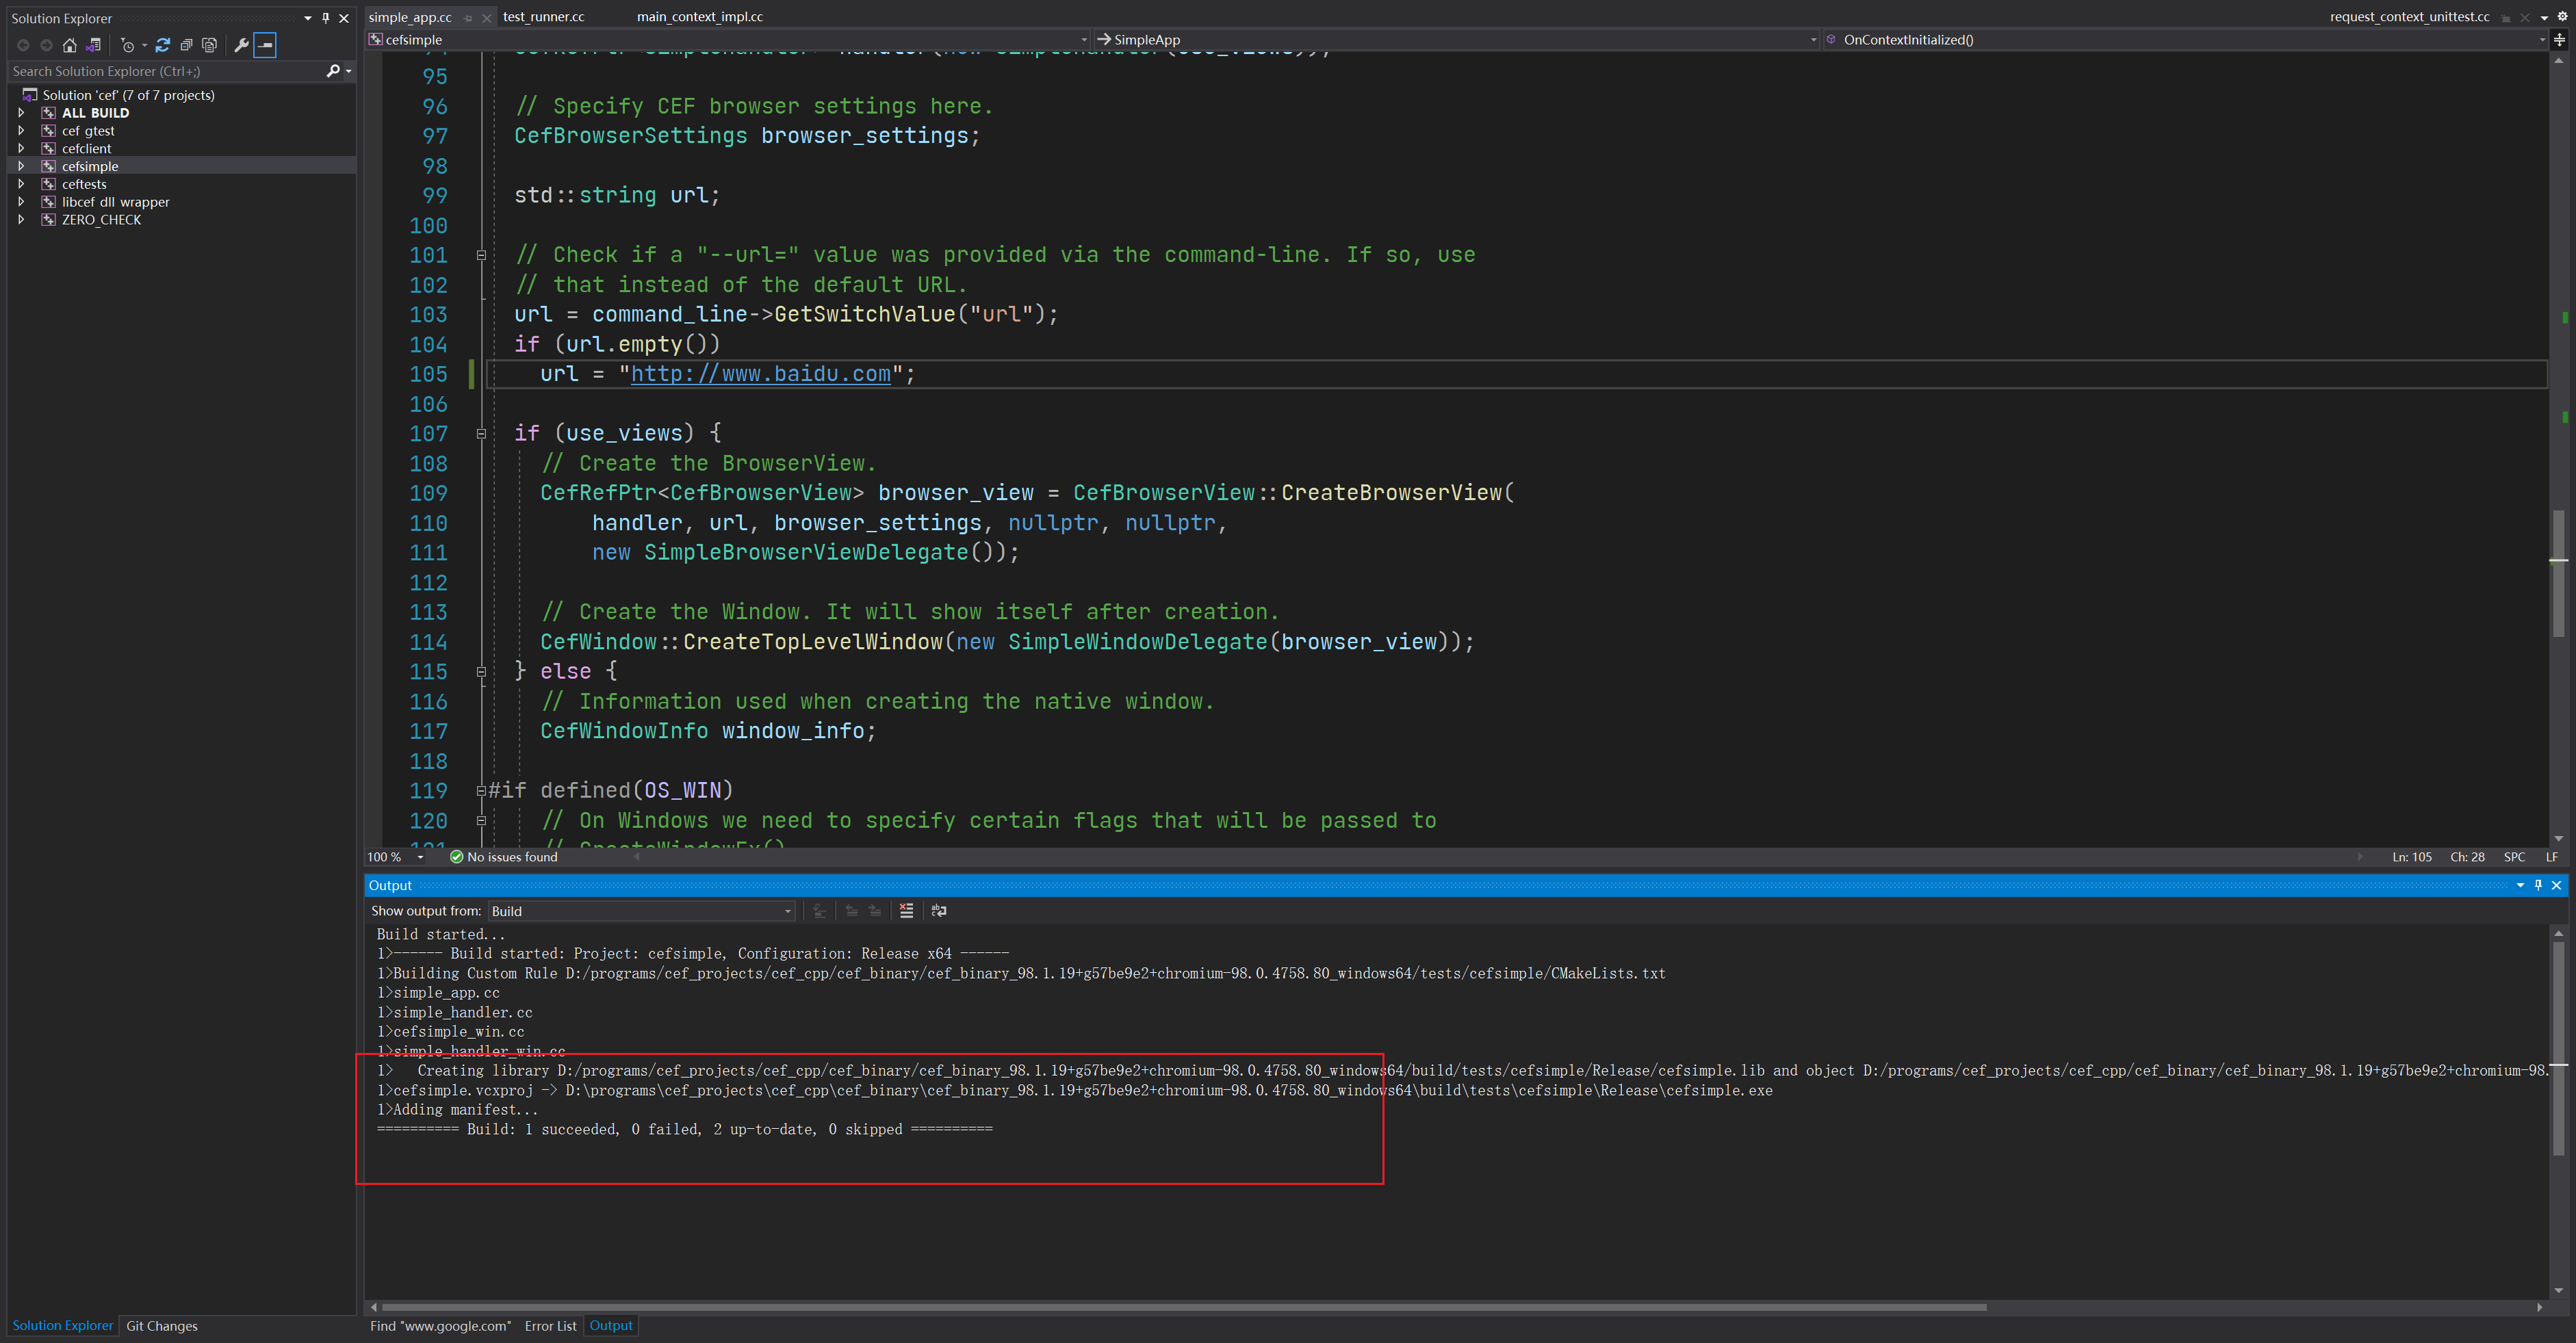 Solution Explorer
Search Solution Explorer (Ctrl+;)
Solution 'cef' (7 of 7 projects)
ALL_BUILD
cef_gtest
cefclient
cefsimple
ceftests
libcef_dll_wrapper
ZERO_CHECK
Solution Explorer
Git Changes
simple_app.cc
test_runner.cc
main_context_impl.cc
request_context_unittest.cc
cefsimple
SimpleApp
OnContextInitialized()
95
96 // Specify CEF browser settings here.
97 CefBrowserSettings browser_settings;
98
99 std::string url;
100
101 // Check if a "--url=" value was provided via the command-line. If so, use
102 // that instead of the default URL.
103 url = command_line->GetSwitchValue("url");
104 if (url.empty())
105 url = "http://www.baidu.com";
106
107 if (use_views) {
108 // Create the BrowserView.
109 CefRefPtr<CefBrowserView> browser_view = CefBrowserView::CreateBrowserView(
110 handler, url, browser_settings, nullptr, nullptr,
111 new SimpleBrowserViewDelegate());
112
113 // Create the Window. It will show itself after creation.
114 CefWindow::CreateTopLevelWindow(new SimpleWindowDelegate(browser_view));
115 } else {
116 // Information used when creating the native window.
117 CefWindowInfo window_info;
118
119 #if defined(OS_WIN)
120 // On Windows we need to specify certain flags that will be passed to
100 %
No issues found
Ln: 105
Ch: 28
SPC
LF
Output
Show output from: Build
Build started...
1>------ Build started: Project: cefsimple, Configuration: Release x64 ------
1>Building Custom Rule D:/programs/cef_projects/cef_cpp/cef_binary/cef_binary_98.1.19+g57be9e2+chromium-98.0.4758.80_windows64/tests/cefsimple/CMakeLists.txt
1>simple_app.cc
1>simple_handler.cc
1>cefsimple_win.cc
1>simple_handler_win.cc
1>   Creating library D:/programs/cef_projects/cef_cpp/cef_binary/cef_binary_98.1.19+g57be9e2+chromium-98.0.4758.80_windows64/build/tests/cefsimple/Release/cefsimple.lib and object D:/programs/cef_projects/cef_cpp/cef_binary/cef_binary_98.1.19+g57be9e2+chromium-98.
1>cefsimple.vcxproj -> D:\programs\cef_projects\cef_cpp\cef_binary\cef_binary_98.1.19+g57be9e2+chromium-98.0.4758.80_windows64\build\tests\cefsimple\Release\cefsimple.exe
1>Adding manifest...
========== Build: 1 succeeded, 0 failed, 2 up-to-date, 0 skipped ==========
Find "www.google.com"
Error List
Output